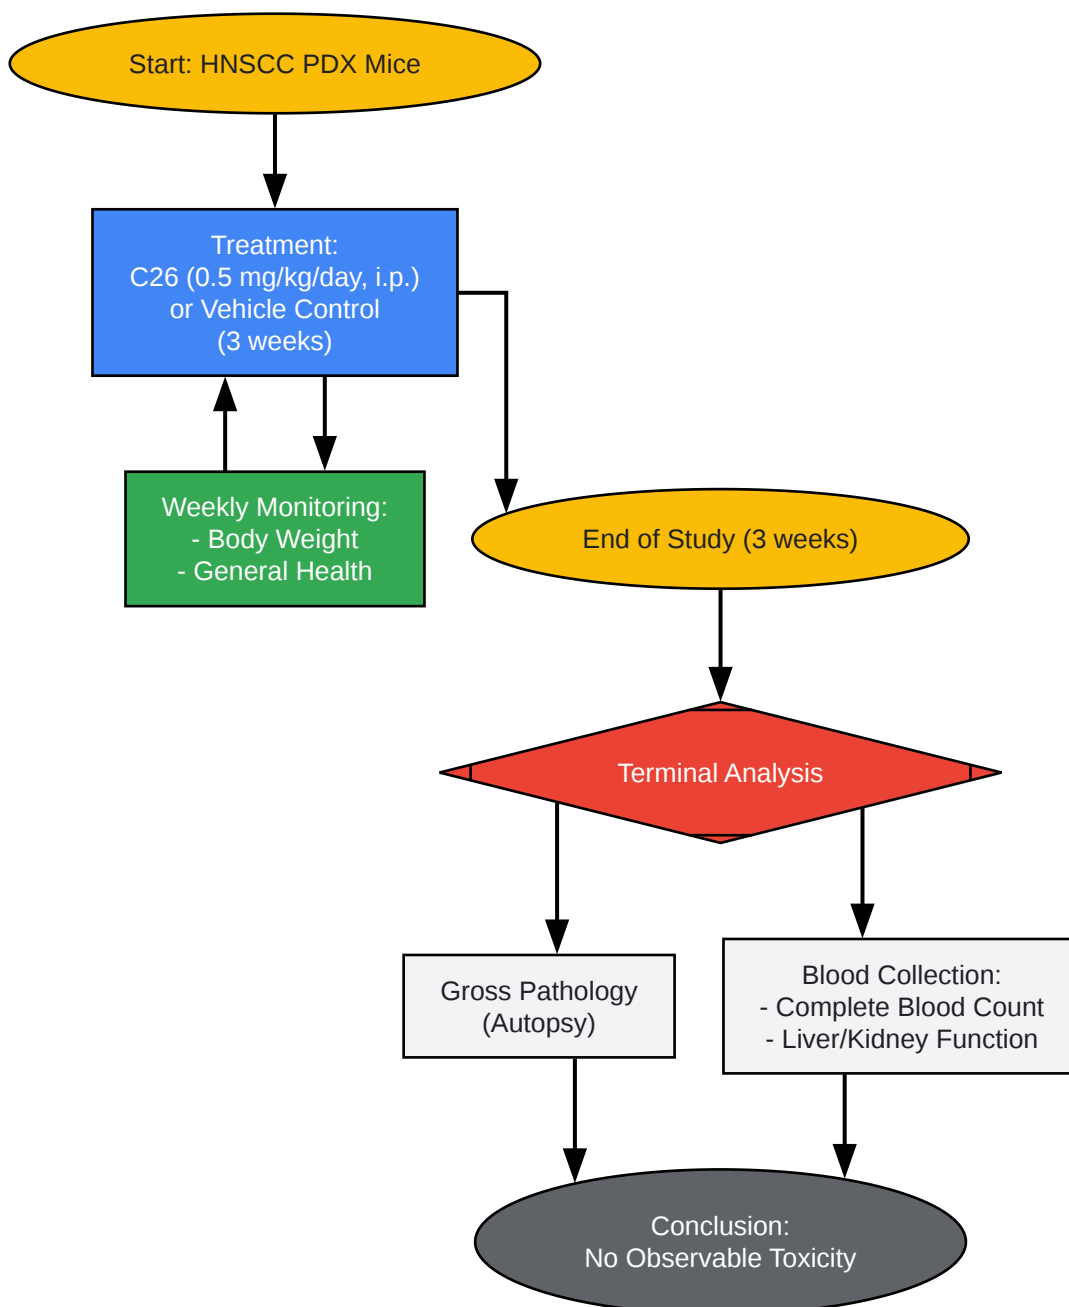 Start: HNSCC PDX Mice
Treatment:
C26 (0.5 mg/kg/day, i.p.)
or Vehicle Control
(3 weeks)
Weekly Monitoring:
- Body Weight
- General Health
End of Study (3 weeks)
Terminal Analysis
Gross Pathology
(Autopsy)
Blood Collection:
- Complete Blood Count
- Liver/Kidney Function
Conclusion:
No Observable Toxicity